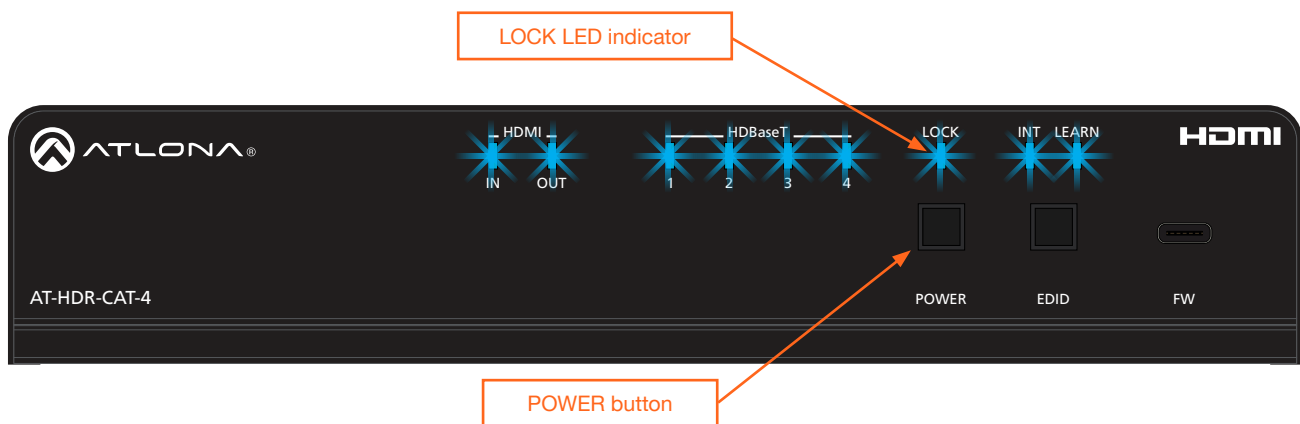 LOCK LED indicator
HDMI HDBaseT LOCK INT LEARN HDMI
ATLONA®
IN OUT 1 2 3 4
AT-HDR-CAT-4 POWER EDID FW
POWER button